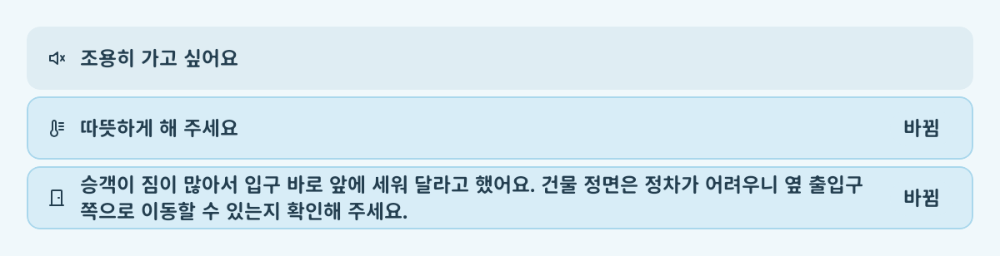 조용히 가고 싶어요
따뜻하게 해 주세요
바뀜
승객이 짐이 많아서 입구 바로 앞에 세워 달라고 했어요. 건물 정면은 정차가 어려우니 옆 출입구
쪽으로 이동할 수 있는지 확인해 주세요.
바뀜